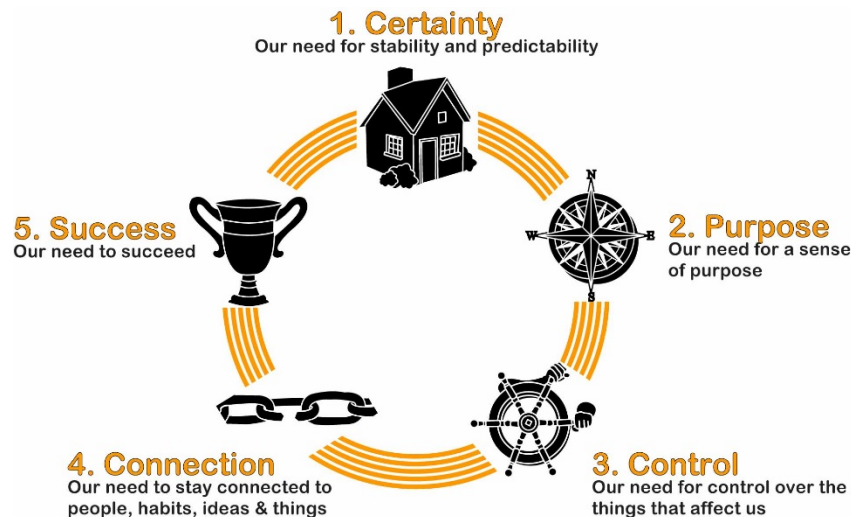 1. Certainty
Our need for stability and predictability
N
W
E
S
2. Purpose
Our need for a sense
of purpose
3. Control
Our need for control over the
things that affect us
4. Connection
Our need to stay connected to
people, habits, ideas & things
5. Success
Our need to succeed